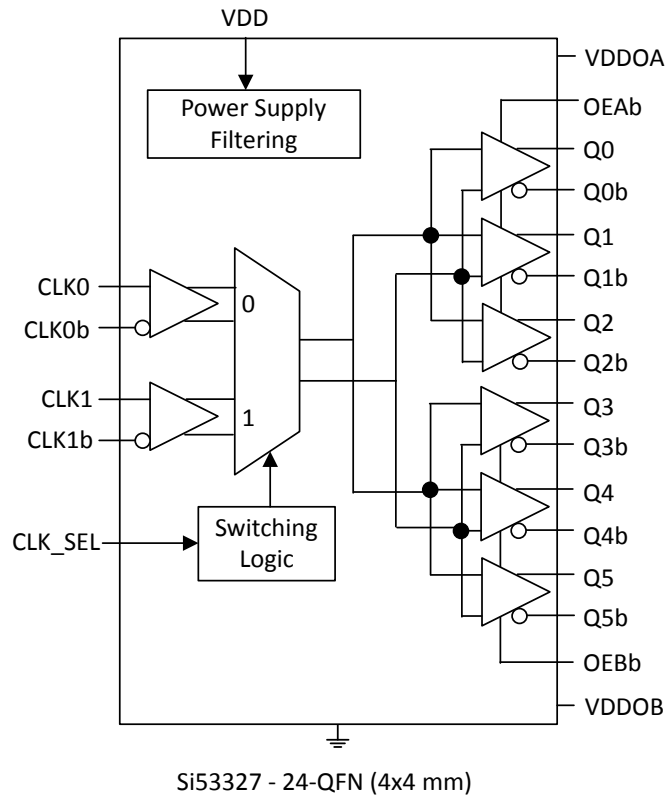 VDD
Power Supply
Filtering
VDDOA
OEAb
Q0
Q0b
Q1
Q1b
Q2
Q2b
Q3
Q3b
Q4
Q4b
Q5
Q5b
OEBb
VDDOB
CLK0
CLK0b
0
CLK1
CLK1b
1
CLK_SEL
Switching
Logic
Si53327 - 24-QFN (4x4 mm)